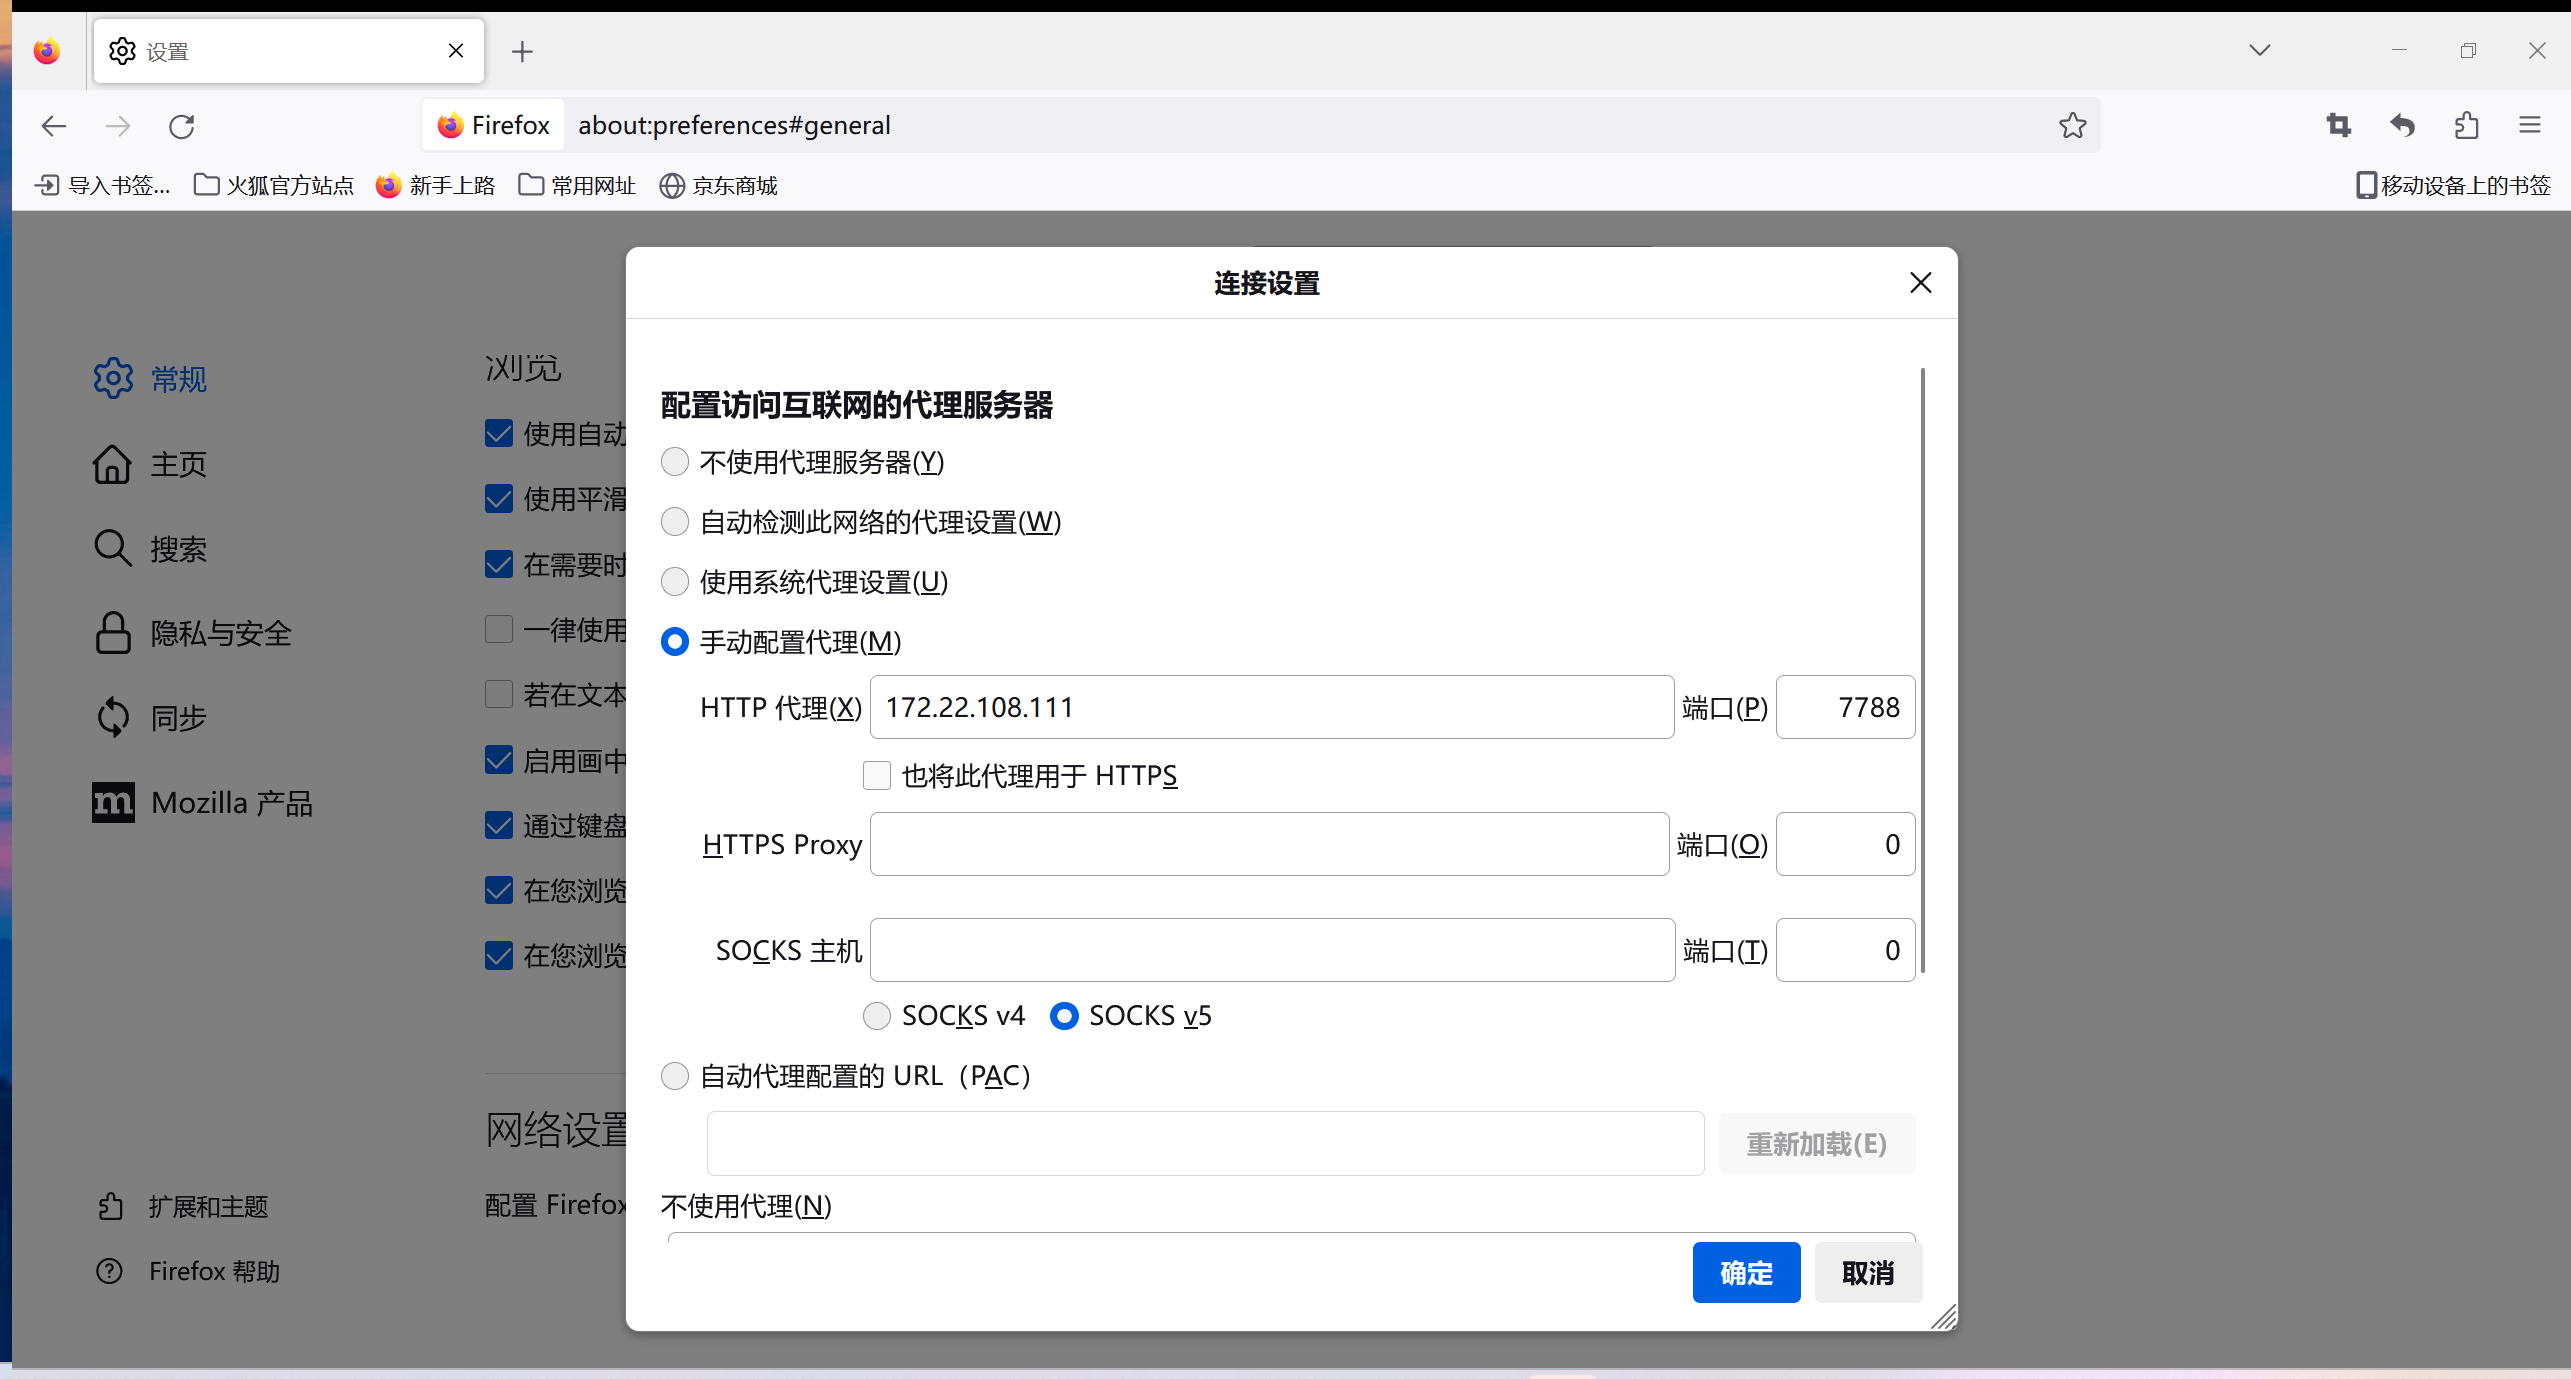 设置
Firefox
about:preferences#general
导入书签...
火狐官方站点
新手上路
常用网址
京东商城
移动设备上的书签
连接设置
常规
主页
搜索
隐私与安全
同步
Mozilla 产品
扩展和主题
Firefox 帮助
浏览
使用自动
使用平滑
在需要时
一律使用
若在文本
启用画中
通过键盘
在您浏览
在您浏览
网络设置
配置 Firefox
配置访问互联网的代理服务器
不使用代理服务器(Y)
自动检测此网络的代理设置(W)
使用系统代理设置(U)
手动配置代理(M)
HTTP 代理(X) 172.22.108.111 端口(P) 7788
也将此代理用于 HTTPS
HTTPS Proxy 端口(O) 0
SOCKS 主机 端口(T) 0
SOCKS v4 SOCKS v5
自动代理配置的 URL（PAC）
重新加载(E)
不使用代理(N)
确定 取消